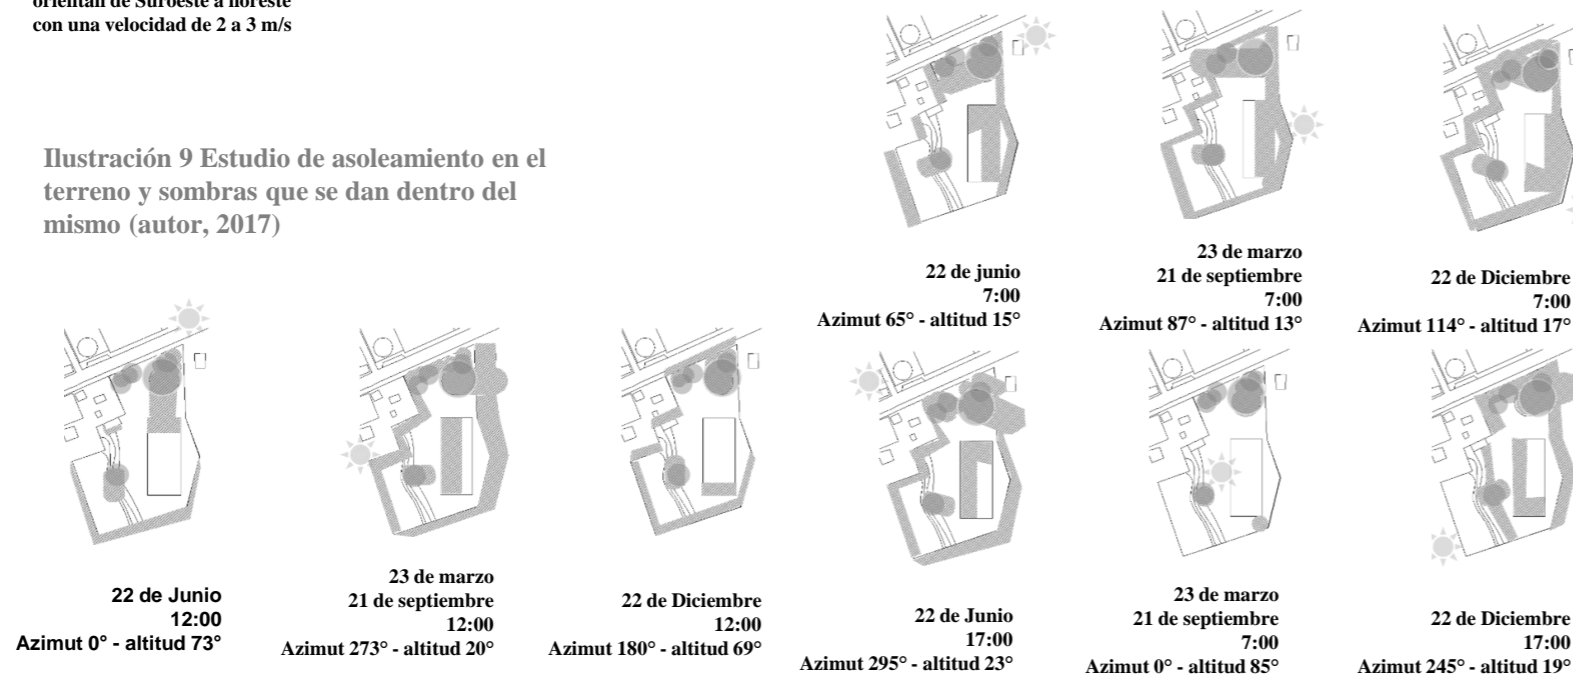 orientan de Suroeste a noreste
con una velocidad de 2 a 3 m/s
Ilustración 9 Estudio de asoleamiento en el
terreno y sombras que se dan dentro del
mismo (autor, 2017)
22 de junio
7:00
Azimut 65° - altitud 15°
23 de marzo
21 de septiembre
7:00
Azimut 87° - altitud 13°
22 de Diciembre
7:00
Azimut 114° - altitud 17°
22 de Junio
12:00
Azimut 0° - altitud 73°
23 de marzo
21 de septiembre
12:00
Azimut 273° - altitud 20°
22 de Diciembre
12:00
Azimut 180° - altitud 69°
22 de Junio
17:00
Azimut 295° - altitud 23°
23 de marzo
21 de septiembre
7:00
Azimut 0° - altitud 85°
22 de Diciembre
17:00
Azimut 245° - altitud 19°